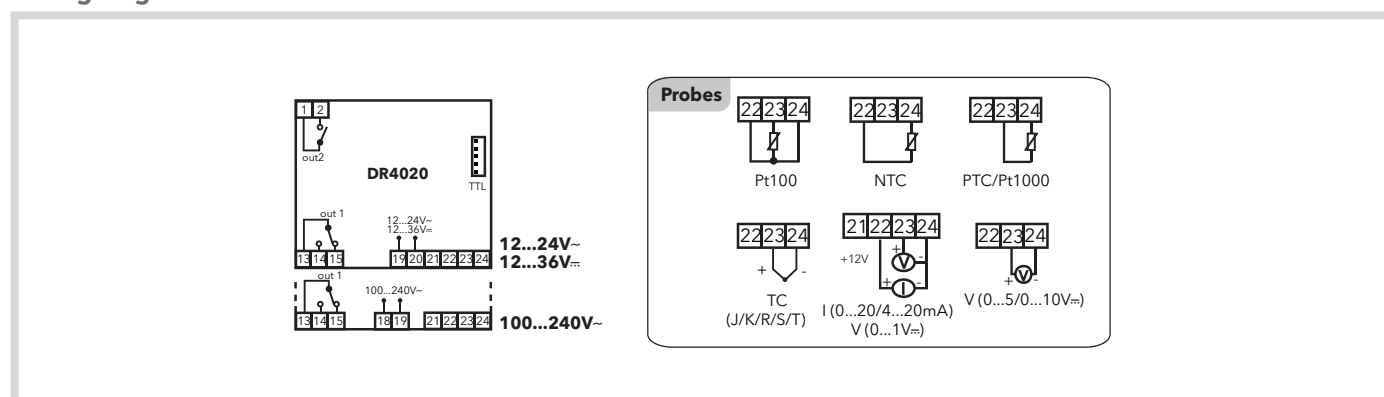 1 2
out2
DR4020
TTL
out 1
12...24V~
12...36V⎓
13 14 15
19 20 21 22 23 24
12...24V~
12...36V⎓
out 1
100...240V~
13 14 15
18 19
21 22 23 24
100...240V~
Probes
22 23 24
Pt100
22 23 24
NTC
22 23 24
PTC/Pt1000
22 23 24
+ -
TC
(J/K/R/S/T)
21 22 23 24
+12V
+ V -
+ I -
I (0...20/4...20mA)
V (0...1V⎓)
22 23 24
+ V -
V (0...5/0...10V⎓)